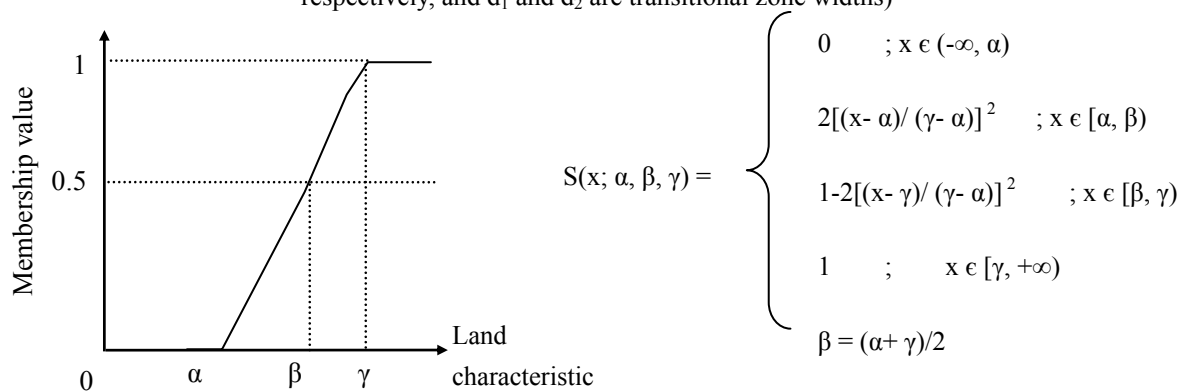 respectively, and d₁ and d₂ are transitional zone widths)
Membership value
1
0.5
0
α
β
γ
Land
characteristic
S(x; α, β, γ) =
0 ; x ϵ (-∞, α)
2[(x- α)/ (γ- α)] ² ; x ϵ [α, β)
1-2[(x- γ)/ (γ- α)] ² ; x ϵ [β, γ)
1 ; x ϵ [γ, +∞)
β = (α+ γ)/2